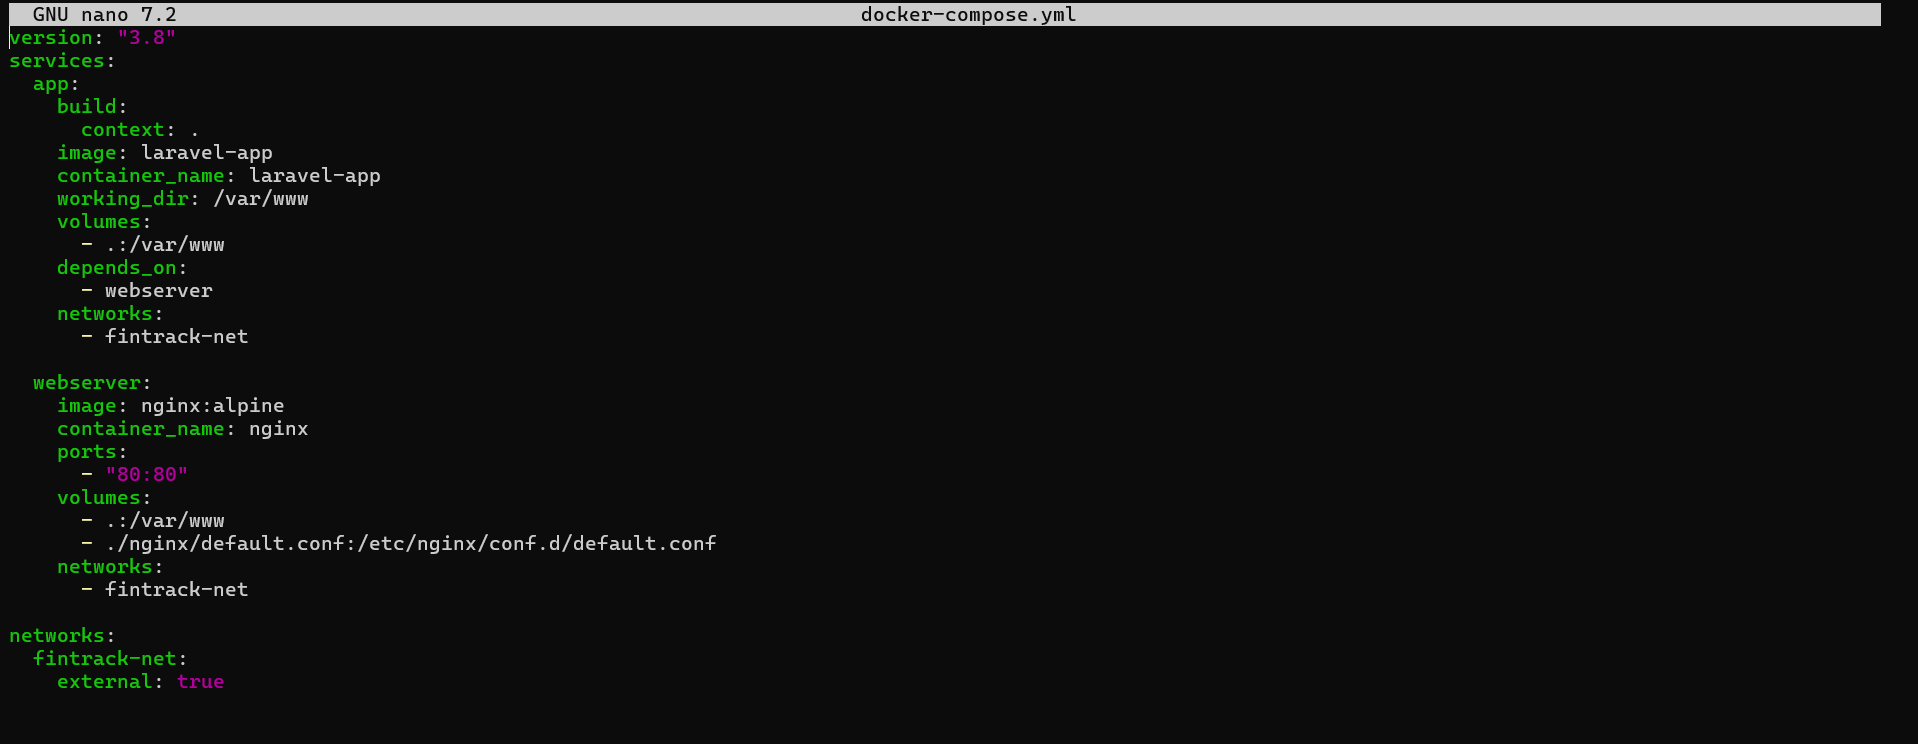 GNU nano 7.2 docker-compose.yml
version: "3.8"
services:
  app:
    build:
      context: .
    image: laravel-app
    container_name: laravel-app
    working_dir: /var/www
    volumes:
      - .:/var/www
    depends_on:
      - webserver
    networks:
      - fintrack-net

  webserver:
    image: nginx:alpine
    container_name: nginx
    ports:
      - "80:80"
    volumes:
      - .:/var/www
      - ./nginx/default.conf:/etc/nginx/conf.d/default.conf
    networks:
      - fintrack-net

networks:
  fintrack-net:
    external: true